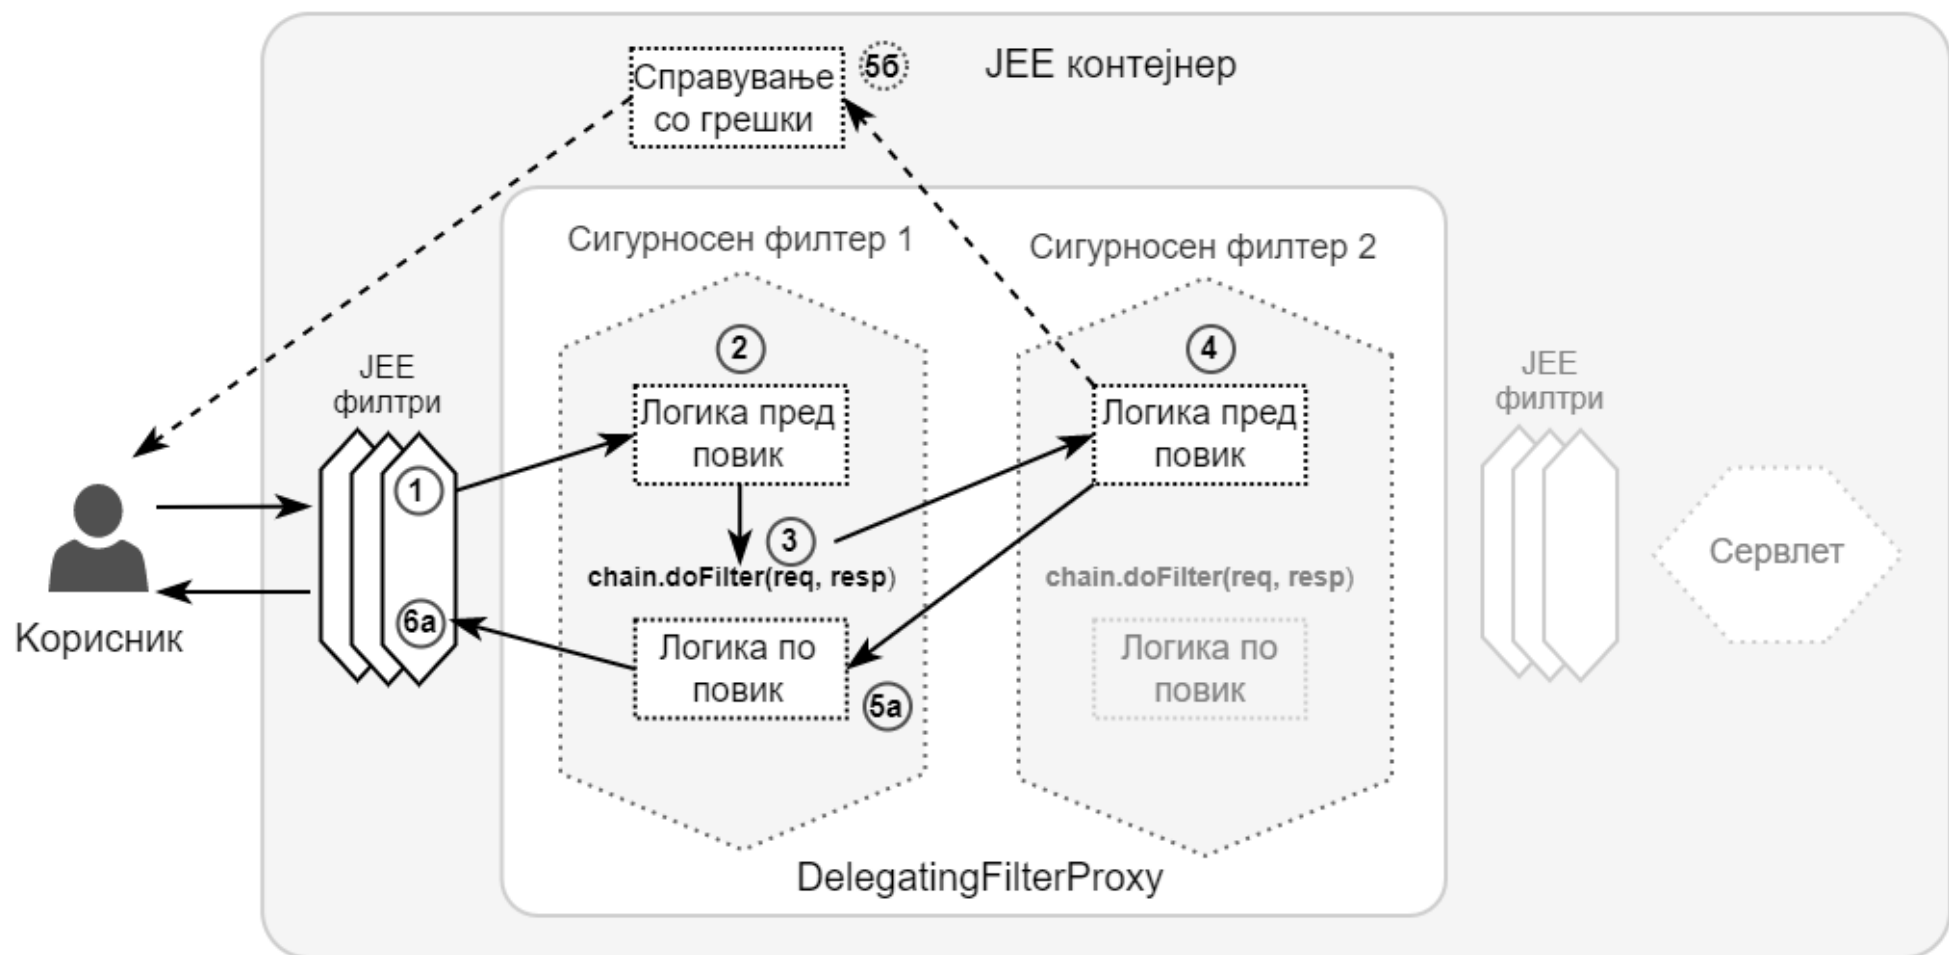 JEE контејнер
Справување
со грешки
5б
Сигурносен филтер 1
Сигурносен филтер 2
2
4
JEE
филтри
Логика пред
повик
Логика пред
повик
JEE
филтри
1
3
chain.doFilter(req, resp)
chain.doFilter(req, resp)
Сервлет
6а
Корисник
Логика по
повик
5а
Логика по
повик
DelegatingFilterProxy